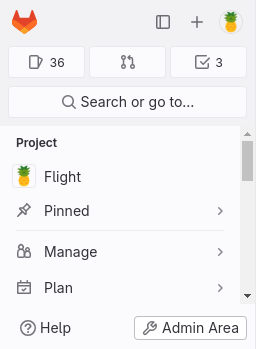 36
3
Search or go to...
Project
Flight
Pinned
Manage
Plan
Help
Admin Area